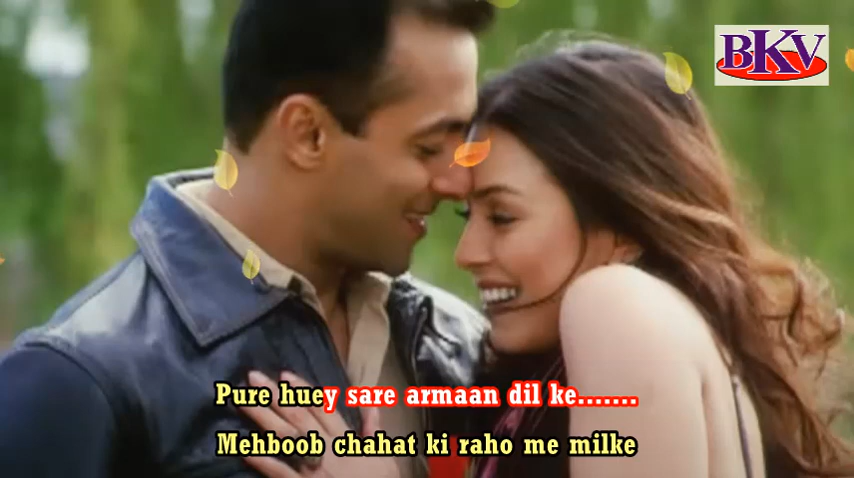 BKV
Pure huey sare armaan dil ke.......
Mehboob chahat ki raho me milke